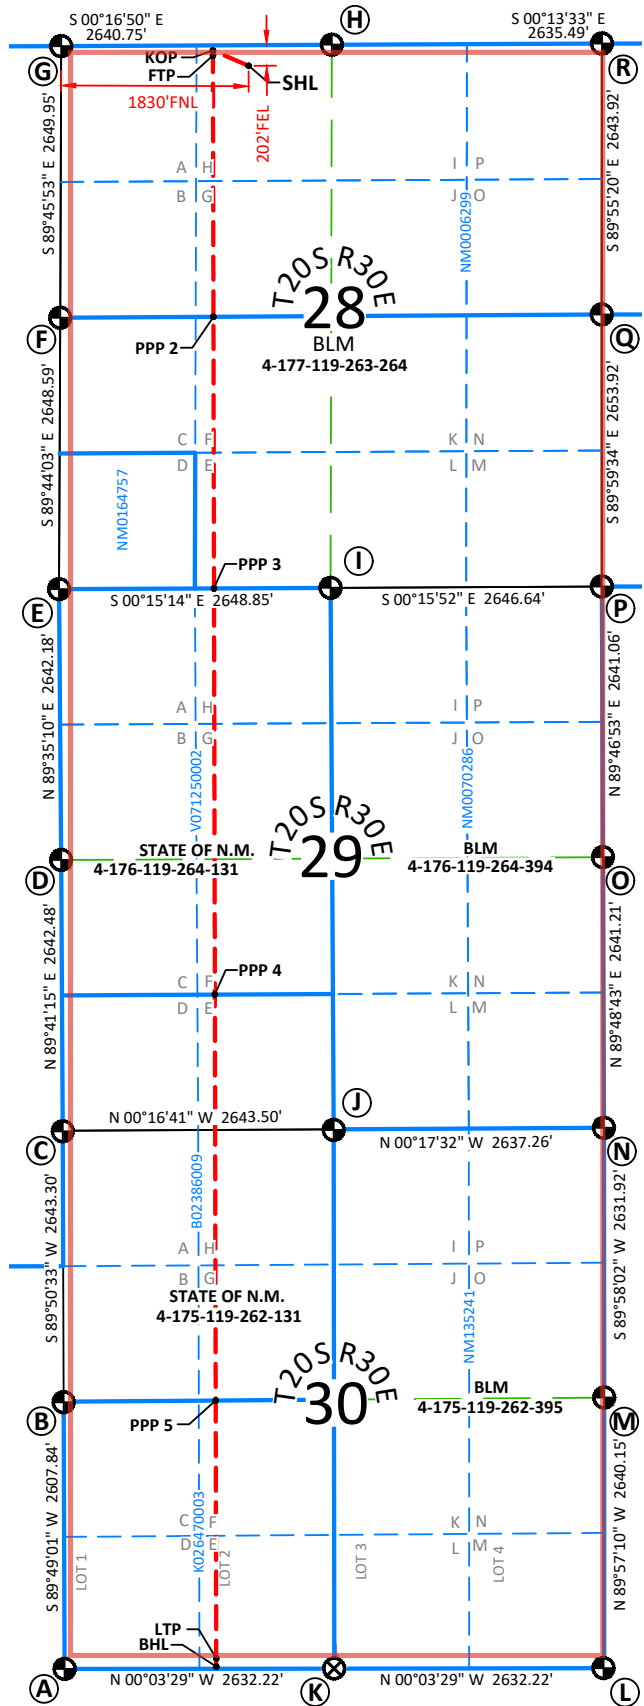 S 00°16'50" E
2640.75'
H
S 00°13'33" E
2635.49'
G
KOP
FTP
SHL
R
1830'FNL
202'FEL
S 89°45'53" E 2649.95'
S 89°55'20" E 2643.92'
A H
B G
I P
J O
NM0006299
T20S R30E
28
BLM
4-177-119-263-264
F
PPP 2
Q
S 89°44'03" E 2648.59'
S 89°59'34" E 2653.92'
C F
D E
K N
L M
NM0164757
PPP 3
I
E
S 00°15'14" E 2648.85'
S 00°15'52" E 2646.64'
P
N 89°35'10" E 2642.18'
N 89°46'53" E 2641.06'
A H
B G
I P
J O
V071250002
NM0070286
T20S R30E
29
STATE OF N.M.
4-176-119-264-131
BLM
4-176-119-264-394
D
O
N 89°41'15" E 2642.48'
N 89°48'43" E 2641.21'
PPP 4
C F
D E
K N
L M
J
N 00°16'41" W 2643.50'
N 00°17'32" W 2637.26'
C
N
S 89°50'33" W 2643.30'
S 89°58'02" W 2631.92'
B02386009
A H
B G
I P
J O
NM135241
STATE OF N.M.
4-175-119-262-131
T20S R30E
30
BLM
4-175-119-262-395
B
PPP 5
M
S 89°49'01" W 2607.84'
N 89°57'10" W 2640.15'
K026470003
C F
D E
K N
L M
LOT 1
LOT 2
LOT 3
LOT 4
LTP
BHL
A
N 00°03'29" W 2632.22'
K
N 00°03'29" W 2632.22'
L